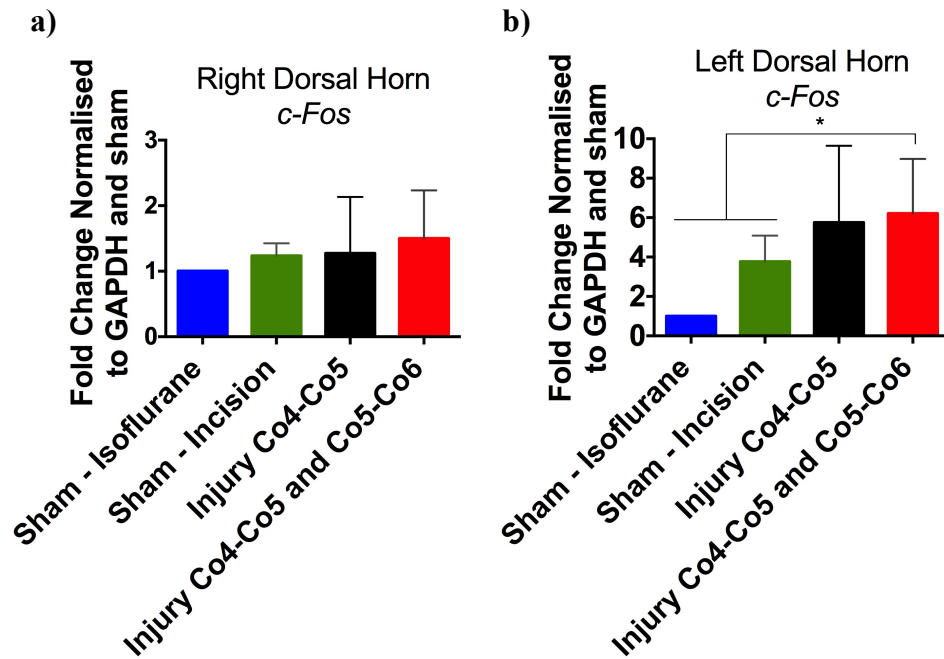 a)
Right Dorsal Horn
c-Fos
Fold Change Normalised
to GAPDH and sham
3
2
1
0
Sham - Isoflurane
Sham - Incision
Injury Co4-Co5
Injury Co4-Co5 and Co5-Co6
b)
Left Dorsal Horn
c-Fos
*
Fold Change Normalised
to GAPDH and sham
10
8
6
4
2
0
Sham - Isoflurane
Sham - Incision
Injury Co4-Co5
Injury Co4-Co5 and Co5-Co6